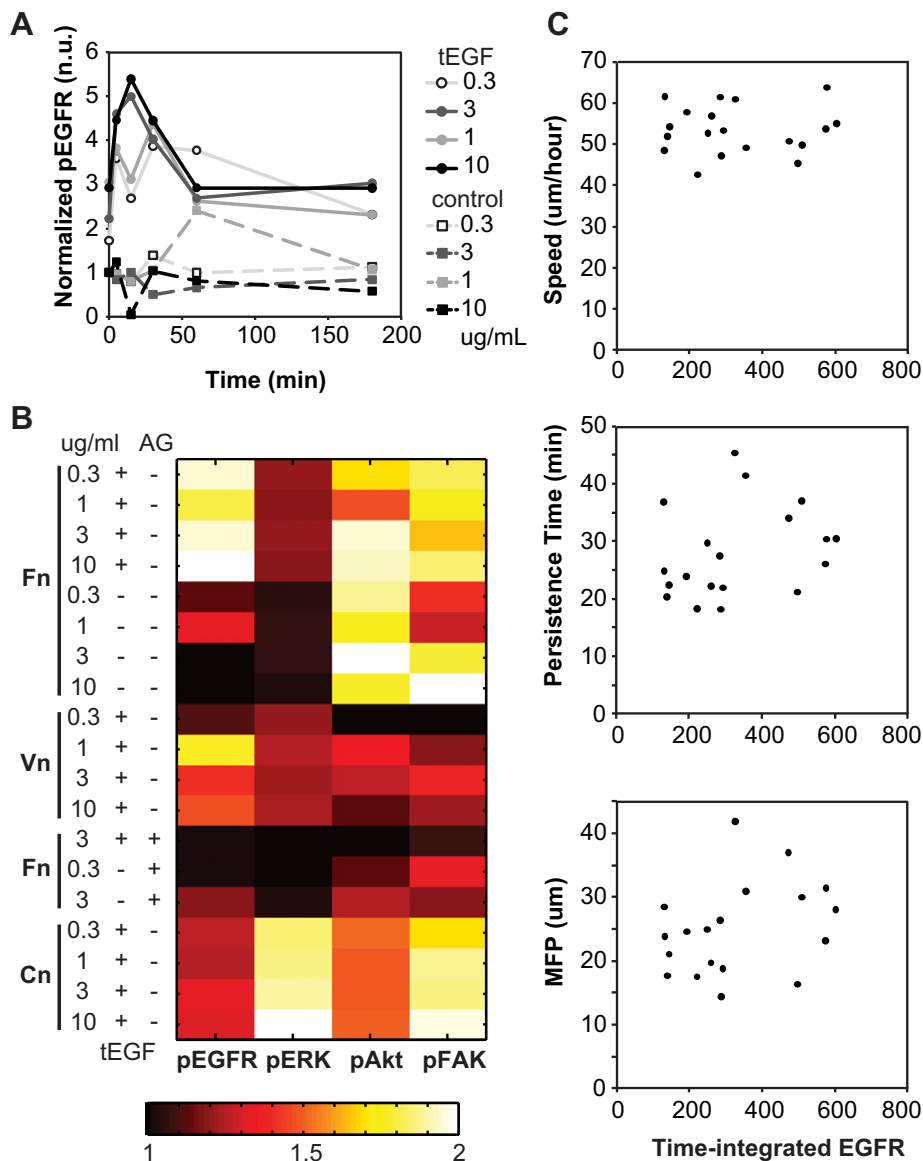 A
Normalized pEGFR (n.u.)
6
5
4
3
2
1
0
0 50 100 150 200
Time (min)
tEGF
0.3
3
1
10
control
0.3
3
1
10
ug/mL
B
ug/ml AG
Fn
0.3 + -
1 + -
3 + -
10 + -
0.3 - -
1 - -
3 - -
10 - -
Vn
0.3 + -
1 + -
3 + -
10 + -
Fn
3 + +
0.3 - +
3 - +
Cn
0.3 + -
1 + -
3 + -
10 + -
tEGF
pEGFR pERK pAkt pFAK
1 1.5 2
C
Speed (um/hour)
70
60
50
40
30
20
10
0
0 200 400 600 800
Persistence Time (min)
50
40
30
20
10
0
0 200 400 600 800
MFP (um)
40
30
20
10
0
0 200 400 600 800
Time-integrated EGFR